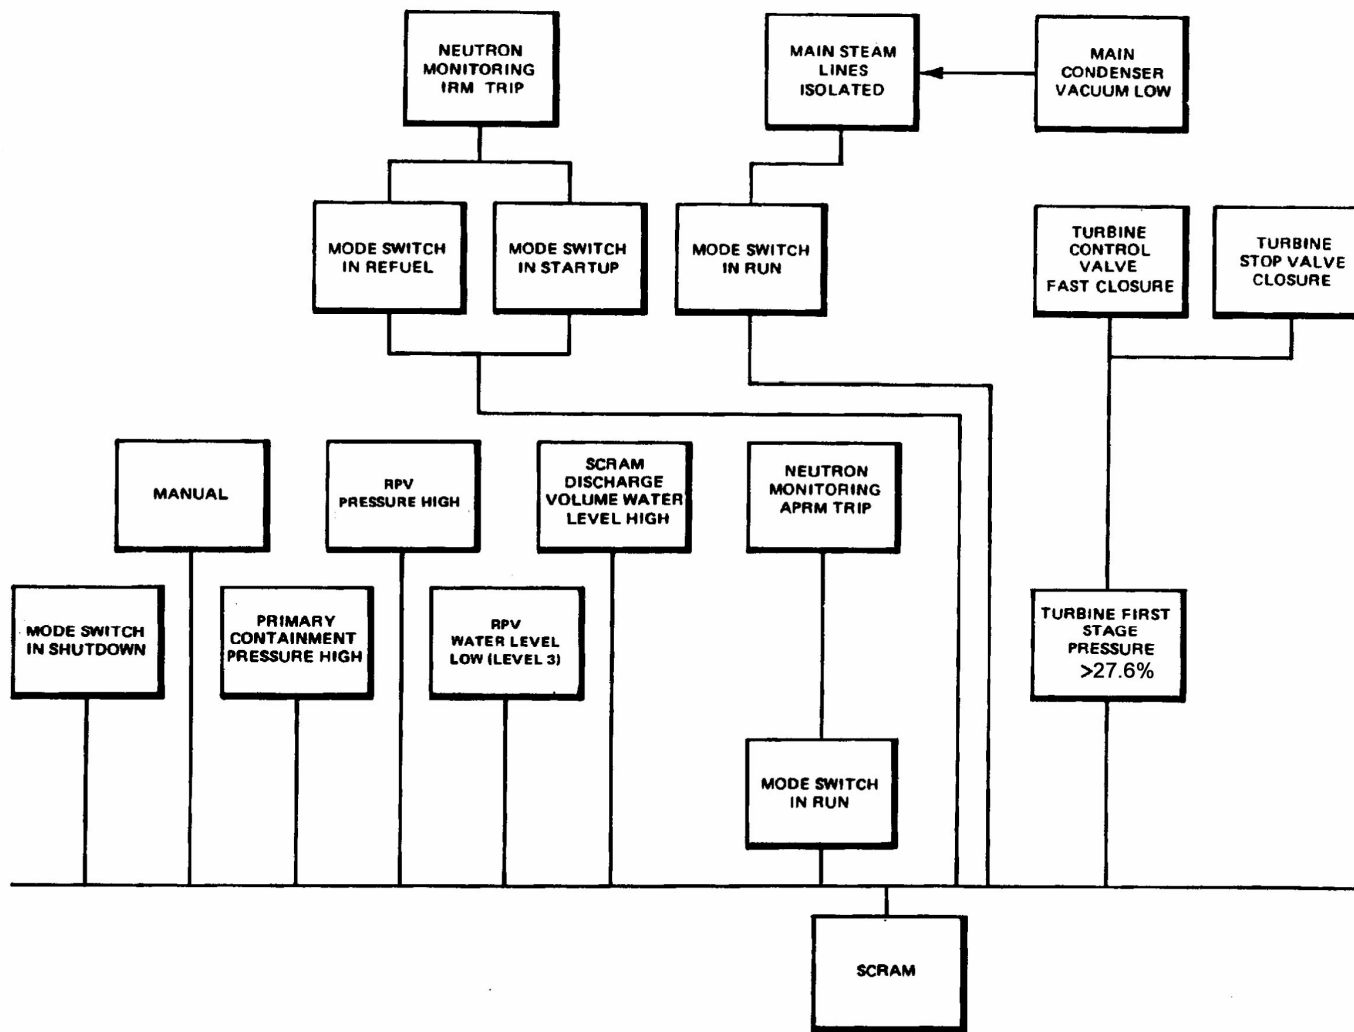 NEUTRON
MONITORING
IRM TRIP
MAIN STEAM
LINES
ISOLATED
MAIN
CONDENSER
VACUUM LOW
MODE SWITCH
IN REFUEL
MODE SWITCH
IN STARTUP
MODE SWITCH
IN RUN
TURBINE
CONTROL
VALVE
FAST CLOSURE
TURBINE
STOP VALVE
CLOSURE
MANUAL
RPV
PRESSURE HIGH
SCRAM
DISCHARGE
VOLUME WATER
LEVEL HIGH
NEUTRON
MONITORING
APRM TRIP
MODE SWITCH
IN SHUTDOWN
PRIMARY
CONTAINMENT
PRESSURE HIGH
RPV
WATER LEVEL
LOW (LEVEL 3)
TURBINE FIRST
STAGE
PRESSURE
>27.6%
MODE SWITCH
IN RUN
SCRAM